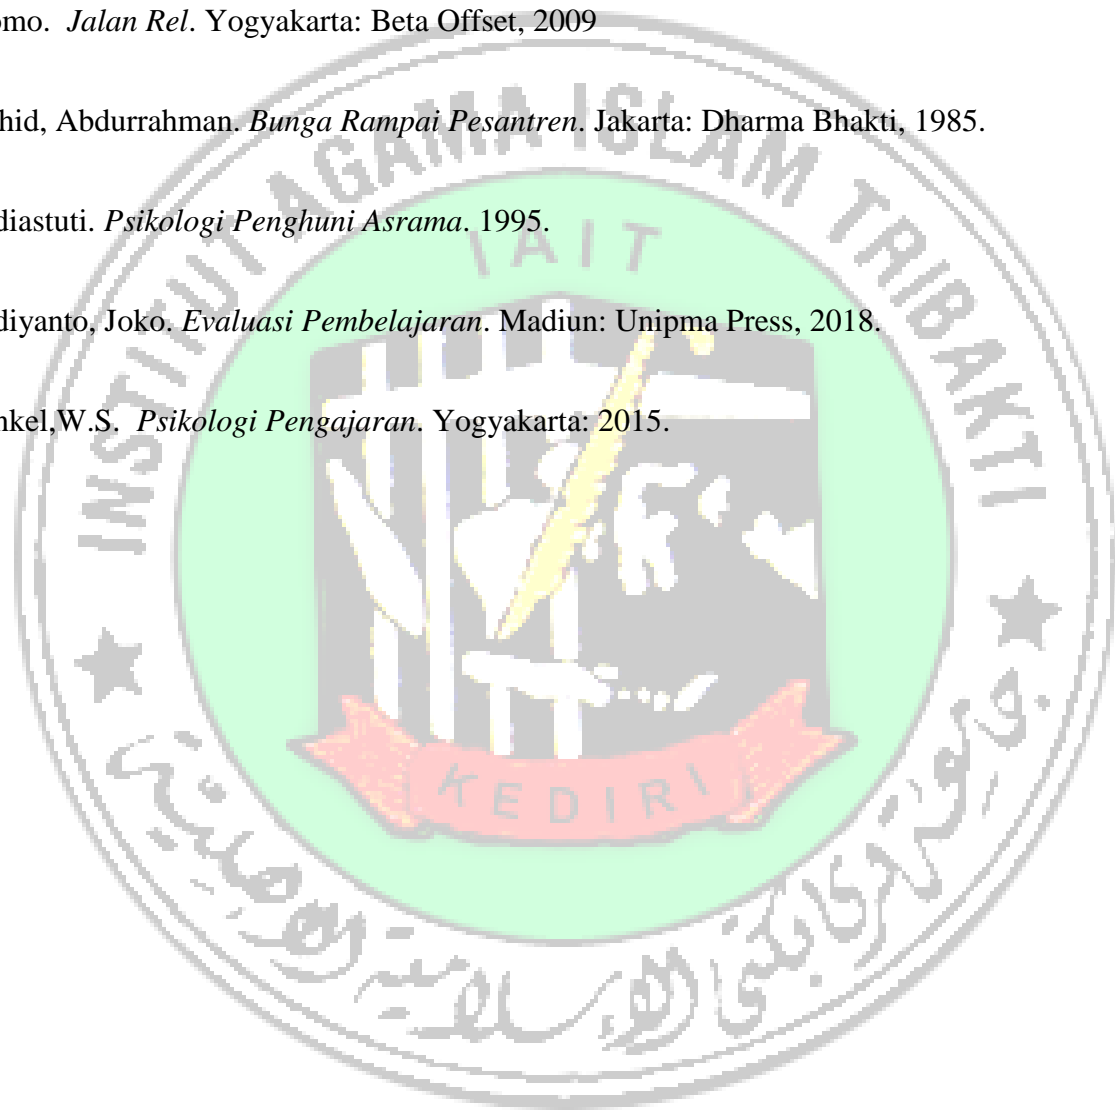 omo. Jalan Rel. Yogyakarta: Beta Offset, 2009
hid, Abdurrahman. Bunga Rampai Pesantren. Jakarta: Dharma Bhakti, 1985.
diastuti. Psikologi Penghuni Asrama. 1995.
diyanto, Joko. Evaluasi Pembelajaran. Madiun: Unipma Press, 2018.
nkel,W.S. Psikologi Pengajaran. Yogyakarta: 2015.
INSTITUT AGAMA ISLAM TRIBAKTI
IAIT
KEDIRI